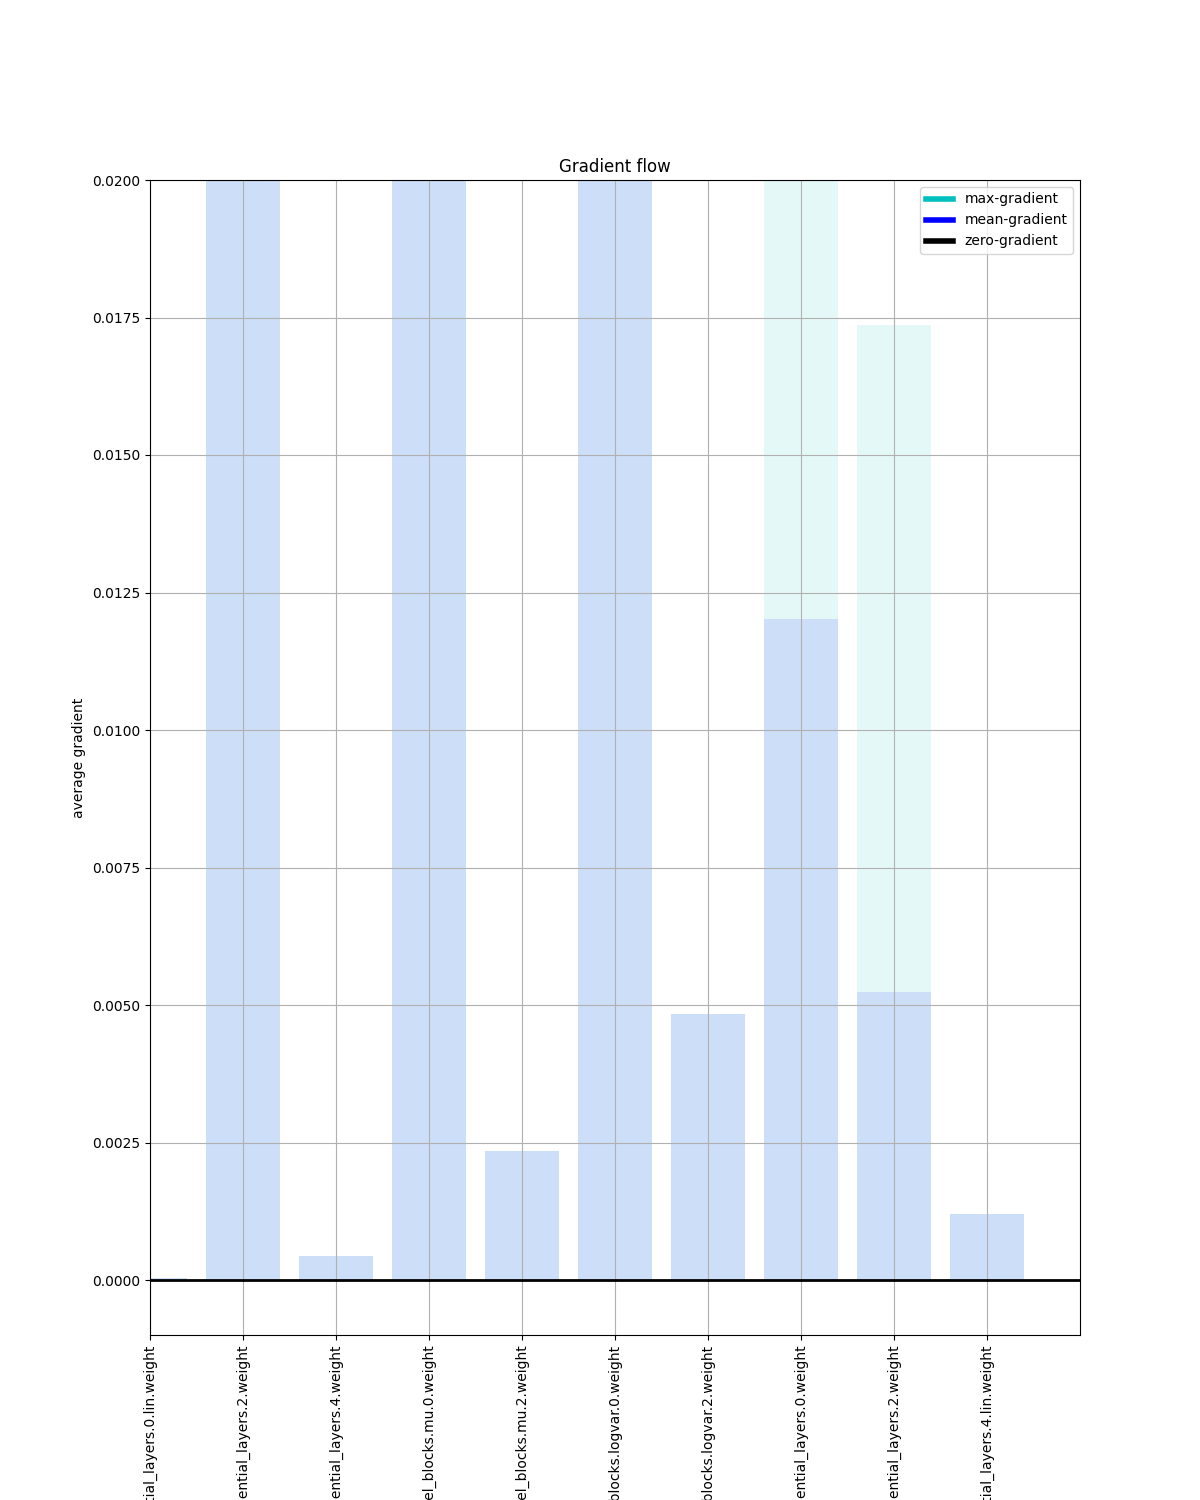 Gradient flow
max-gradient
mean-gradient
zero-gradient
0.0200
0.0175
0.0150
0.0125
0.0100
0.0075
0.0050
0.0025
0.0000
average gradient
tial_layers.0.lin.weight
ential_layers.2.weight
ential_layers.4.weight
el_blocks.mu.0.weight
el_blocks.mu.2.weight
blocks.logvar.0.weight
blocks.logvar.2.weight
ential_layers.0.weight
ential_layers.2.weight
tial_layers.4.lin.weight